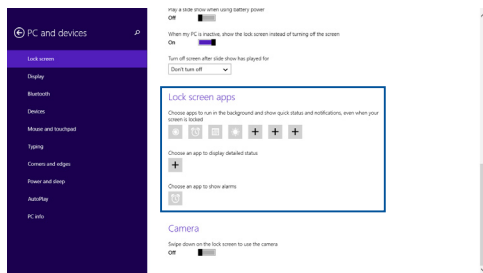 PC and devices
Lock screen
Display
Bluetooth
Devices
Mouse and touchpad
Typing
Corners and edges
Power and sleep
AutoPlay
PC info
Play a slide show when using battery power
Off
When my PC is inactive, show the lock screen instead of turning off the screen
On
Turn off screen after slide show has played for
Don't turn off
Lock screen apps
Choose apps to run in the background and show quick status and notifications, even when your
screen is locked
Choose an app to display detailed status
Choose an app to show alarms
Camera
Swipe down on the lock screen to use the camera
Off